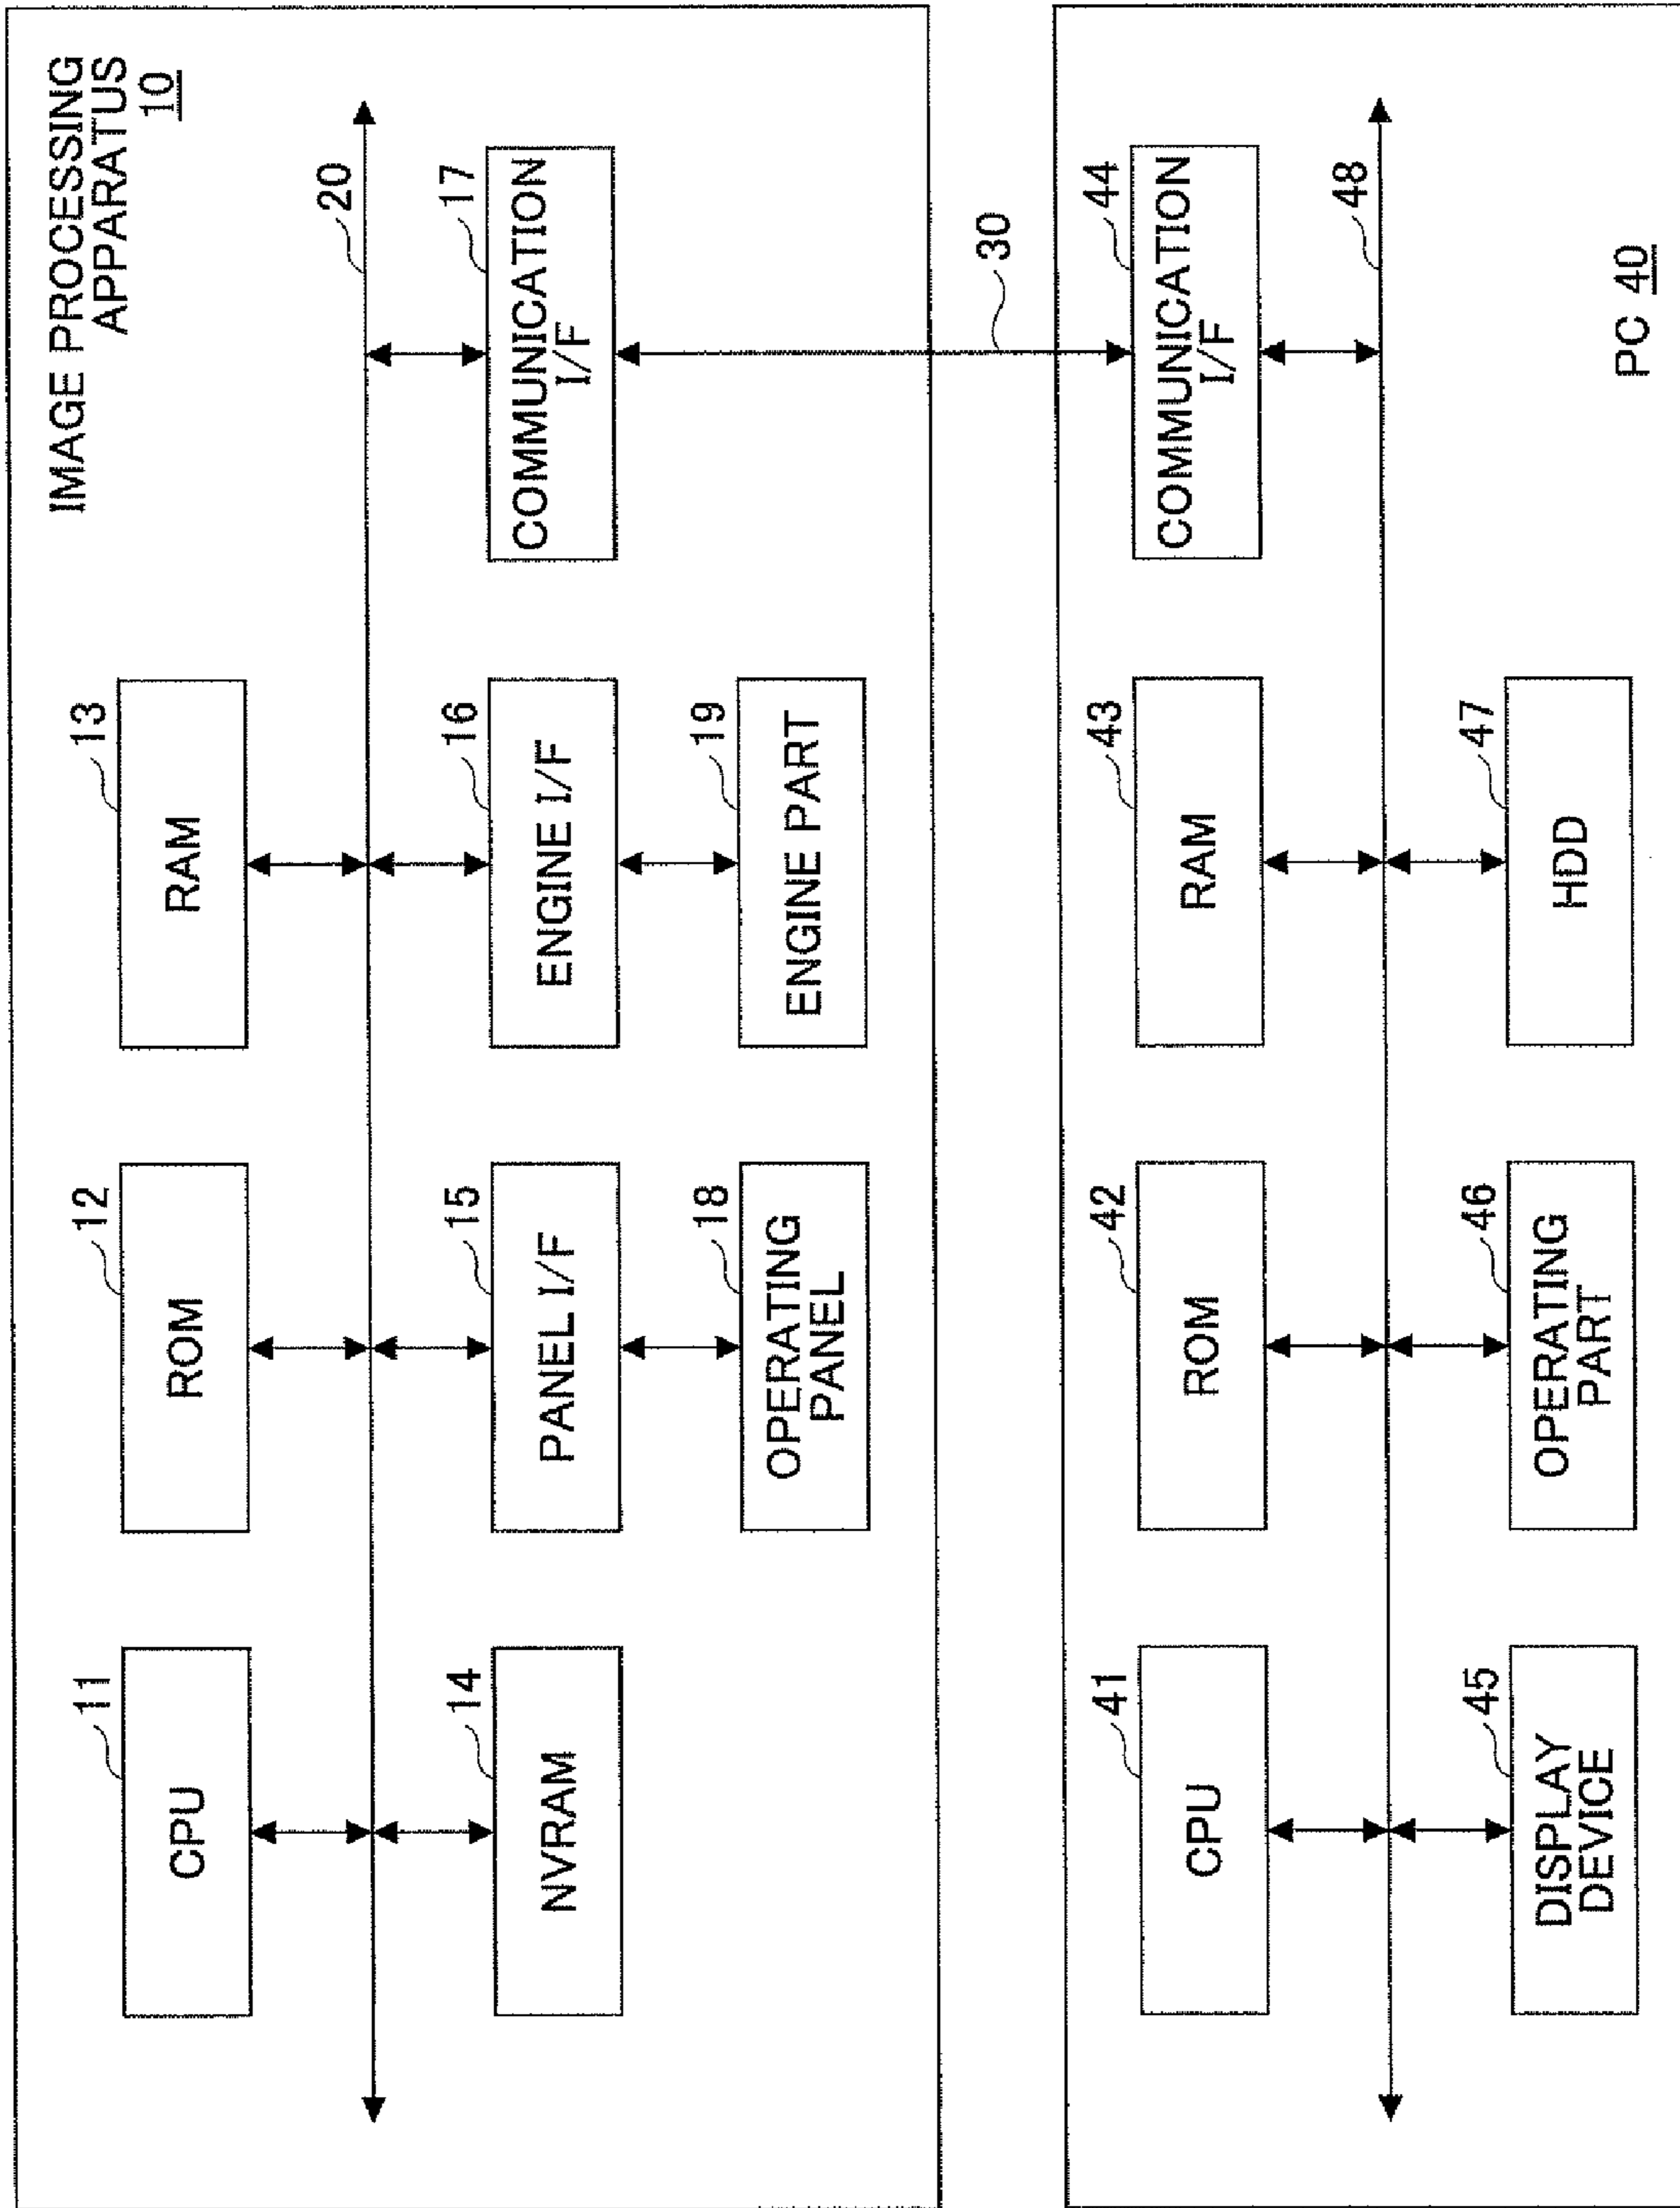 IMAGE PROCESSING
APPARATUS
10
11
CPU
12
ROM
13
RAM
20
14
NVRAM
15
PANEL I/F
16
ENGINE I/F
17
COMMUNICATION
I/F
18
OPERATING
PANEL
19
ENGINE PART
30
41
CPU
42
ROM
43
RAM
44
COMMUNICATION
I/F
48
45
DISPLAY
DEVICE
46
OPERATING
PART
47
HDD
PC 40